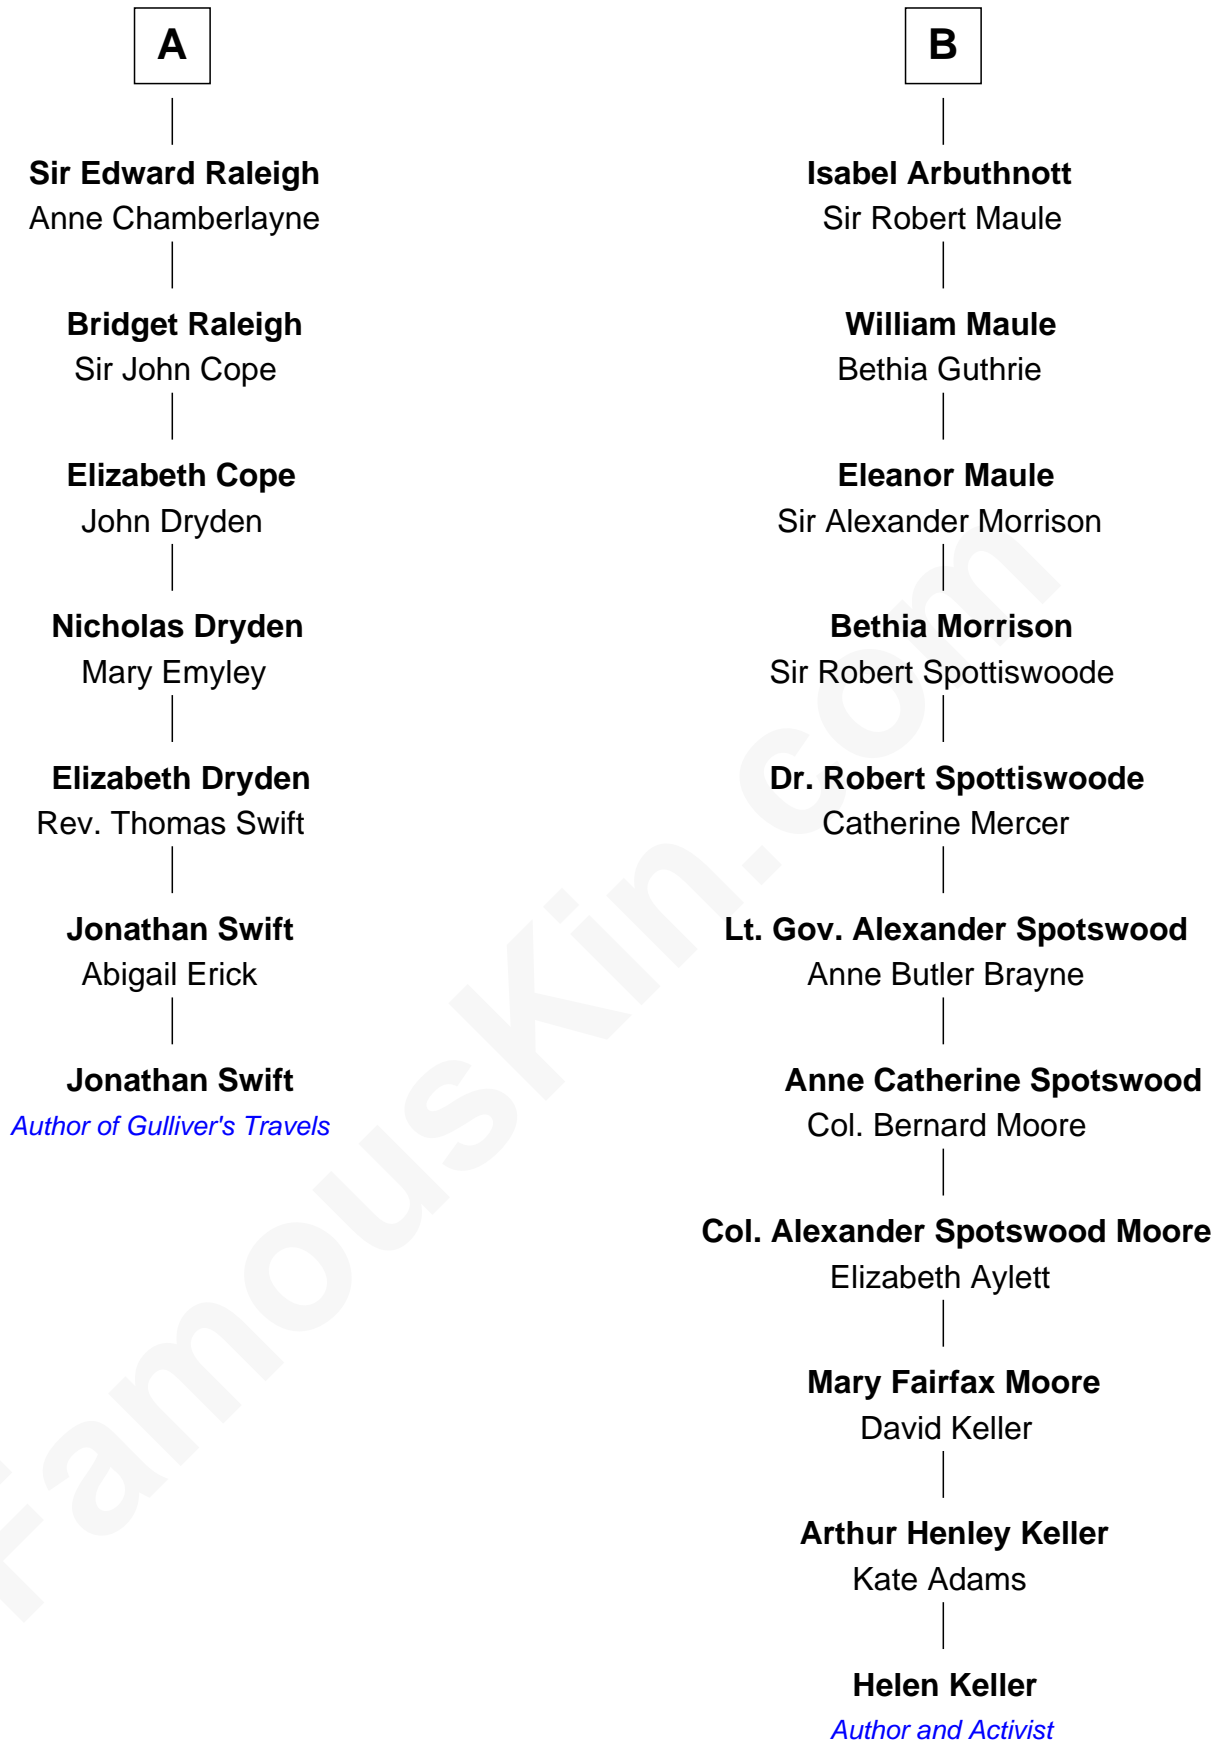 A
Sir Edward Raleigh
Anne Chamberlayne
Bridget Raleigh
Sir John Cope
Elizabeth Cope
John Dryden
Nicholas Dryden
Mary Emyley
Elizabeth Dryden
Rev. Thomas Swift
Jonathan Swift
Abigail Erick
Jonathan Swift
Author of Gulliver's Travels
B
Isabel Arbuthnott
Sir Robert Maule
William Maule
Bethia Guthrie
Eleanor Maule
Sir Alexander Morrison
Bethia Morrison
Sir Robert Spottiswoode
Dr. Robert Spottiswoode
Catherine Mercer
Lt. Gov. Alexander Spotswood
Anne Butler Brayne
Anne Catherine Spotswood
Col. Bernard Moore
Col. Alexander Spotswood Moore
Elizabeth Aylett
Mary Fairfax Moore
David Keller
Arthur Henley Keller
Kate Adams
Helen Keller
Author and Activist
FamousKin.com